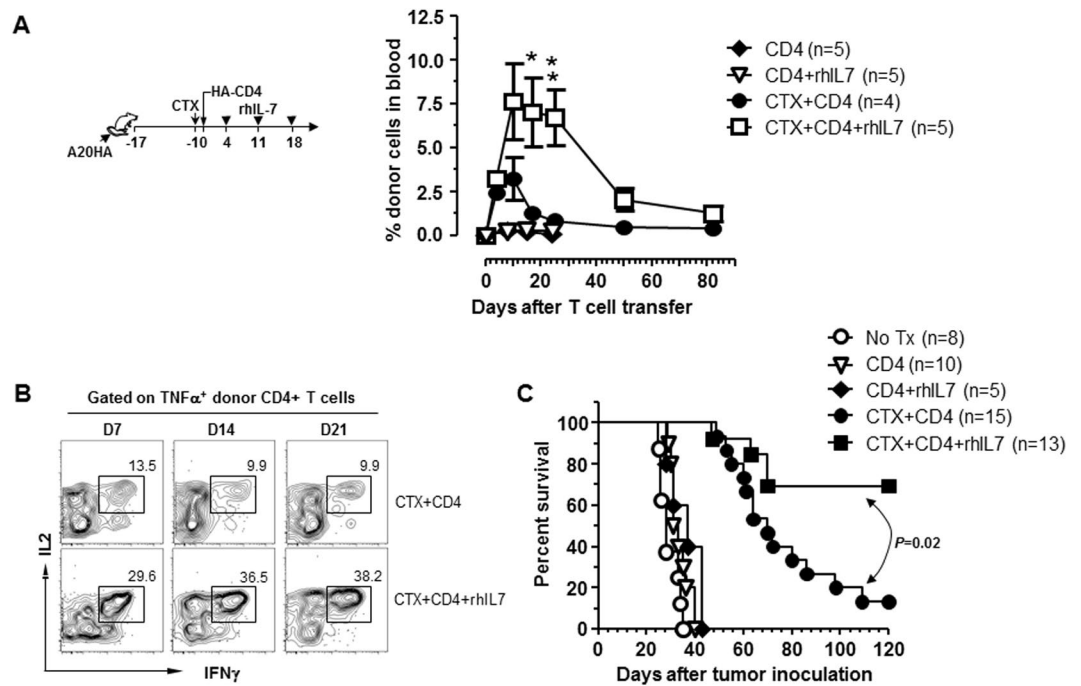 A
CTX
HA-CD4
rhIL-7
A20HA
-17
-10
4
11
18
% donor cells in blood
12.5
10.0
7.5
5.0
2.5
0.0
*
*
*
0
20
40
60
80
Days after T cell transfer
CD4 (n=5)
CD4+rhIL7 (n=5)
CTX+CD4 (n=4)
CTX+CD4+rhIL7 (n=5)
B
Gated on TNFα⁺ donor CD4+ T cells
D7
D14
D21
13.5
9.9
9.9
CTX+CD4
29.6
36.5
38.2
CTX+CD4+rhIL7
IL2
IFNγ
C
No Tx (n=8)
CD4 (n=10)
CD4+rhIL7 (n=5)
CTX+CD4 (n=15)
CTX+CD4+rhIL7 (n=13)
Percent survival
100
80
60
40
20
0
P=0.02
0
20
40
60
80
100
120
Days after tumor inoculation